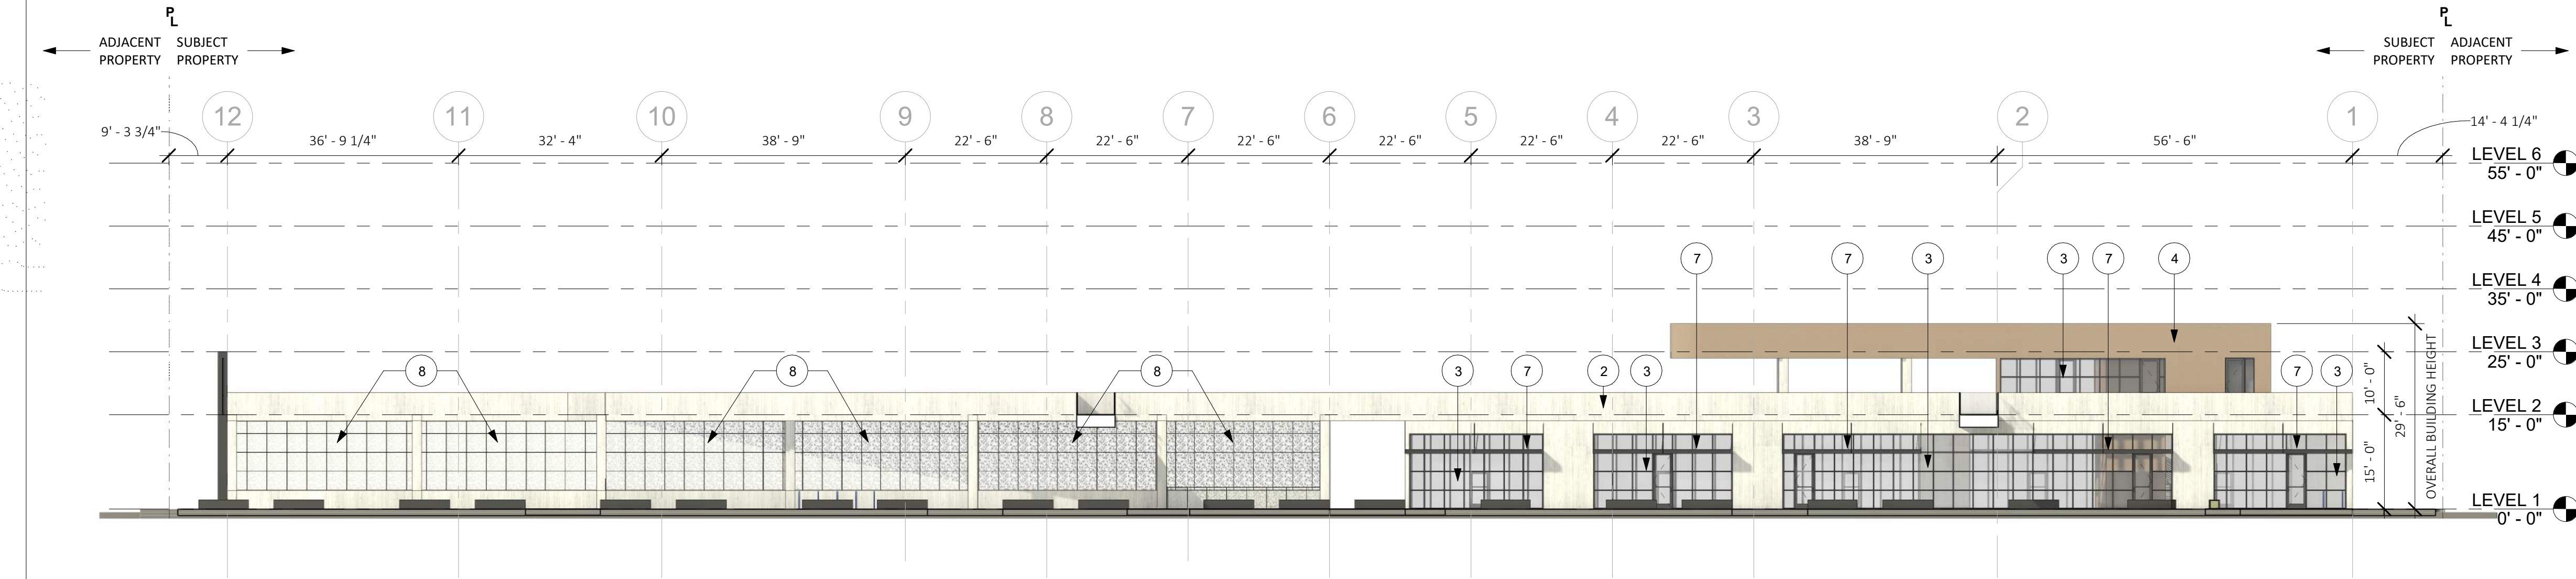 PL
PL
ADJACENT PROPERTY
SUBJECT PROPERTY
SUBJECT PROPERTY
ADJACENT PROPERTY
12
11
10
9
8
7
6
5
4
3
2
1
9' - 3 3/4"
36' - 9 1/4"
32' - 4"
38' - 9"
22' - 6"
22' - 6"
22' - 6"
22' - 6"
22' - 6"
22' - 6"
38' - 9"
56' - 6"
14' - 4 1/4"
LEVEL 6
55' - 0"
LEVEL 5
45' - 0"
7
7
3
3
7
4
LEVEL 4
35' - 0"
LEVEL 3
25' - 0"
8
8
8
3
7
2
3
7
3
10' - 0"
LEVEL 2
15' - 0"
15' - 0"
29' - 6"
OVERALL BUILDING HEIGHT
LEVEL 1
0' - 0"